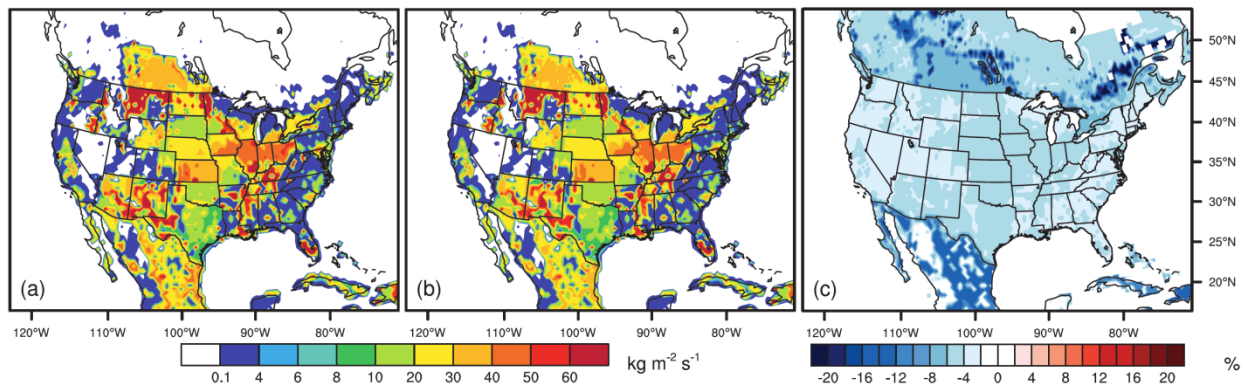 (a)
(b)
(c)
50°N
45°N
40°N
35°N
30°N
25°N
20°N
120°W 110°W 100°W 90°W 80°W
120°W 110°W 100°W 90°W 80°W
120°W 110°W 100°W 90°W 80°W
0.1 4 6 8 10 20 30 40 50 60
kg m⁻² s⁻¹
-20 -16 -12 -8 -4 0 4 8 12 16 20
%